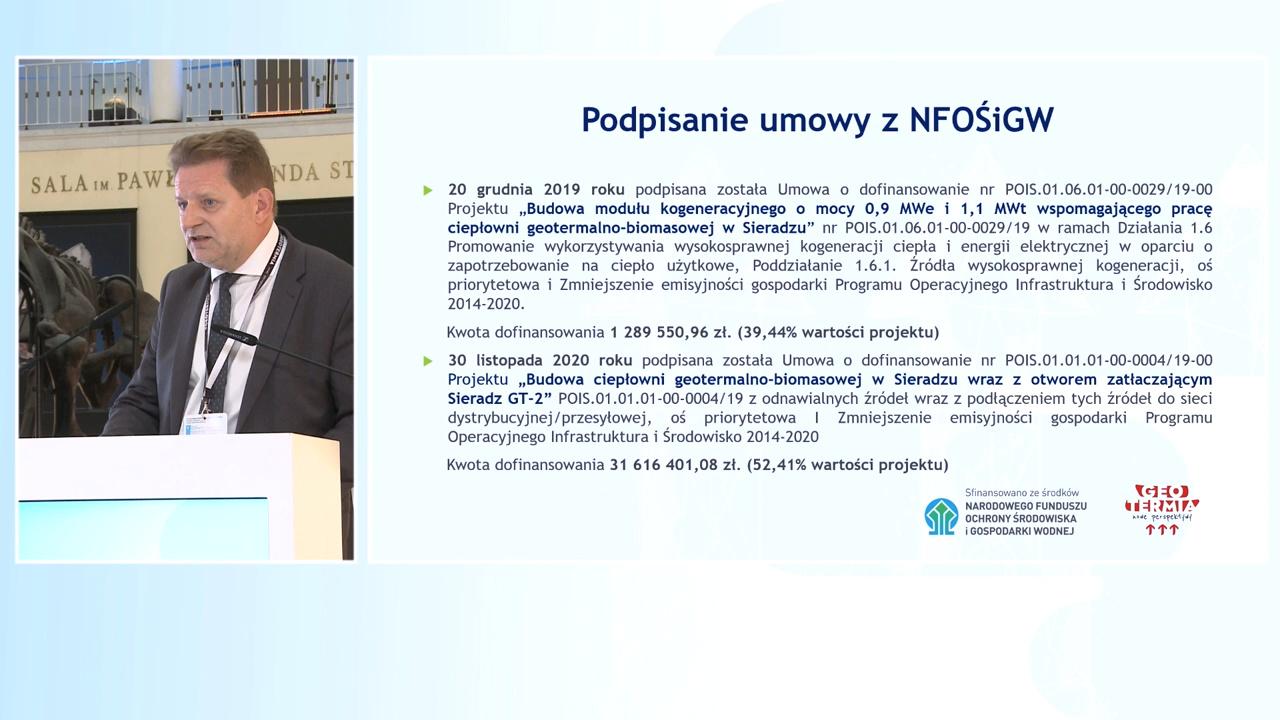 SALA IM. PAWŁ
NDA ST
Podpisanie umowy z NFOŚiGW
20 grudnia 2019 roku podpisana została Umowa o dofinansowanie nr POIS.01.06.01-00-0029/19-00
Projektu „Budowa modułu kogeneracyjnego o mocy 0,9 MWe i 1,1 MWt wspomagającego pracę
ciepłowni geotermalno-biomasowej w Sieradzu” nr POIS.01.06.01-00-0029/19 w ramach Działania 1.6
Promowanie wykorzystywania wysokosprawnej kogeneracji ciepła i energii elektrycznej w oparciu o
zapotrzebowanie na ciepło użytkowe, Poddziałanie 1.6.1. Źródła wysokosprawnej kogeneracji, oś
priorytetowa i Zmniejszenie emisyjności gospodarki Programu Operacyjnego Infrastruktura i Środowisko
2014-2020.
Kwota dofinansowania 1 289 550,96 zł. (39,44% wartości projektu)
30 listopada 2020 roku podpisana została Umowa o dofinansowanie nr POIS.01.01.01-00-0004/19-00
Projektu „Budowa ciepłowni geotermalno-biomasowej w Sieradzu wraz z otworem zatłaczającym
Sieradz GT-2” POIS.01.01.01-00-0004/19 z odnawialnych źródeł wraz z podłączeniem tych źródeł do sieci
dystrybucyjnej/przesyłowej, oś priorytetowa I Zmniejszenie emisyjności gospodarki Programu
Operacyjnego Infrastruktura i Środowisko 2014-2020
Kwota dofinansowania 31 616 401,08 zł. (52,41% wartości projektu)
Sfinansowano ze środków
NARODOWEGO FUNDUSZU
OCHRONY ŚRODOWISKA
i GOSPODARKI WODNEJ
GEO
TERMIA
nowe perspektywy